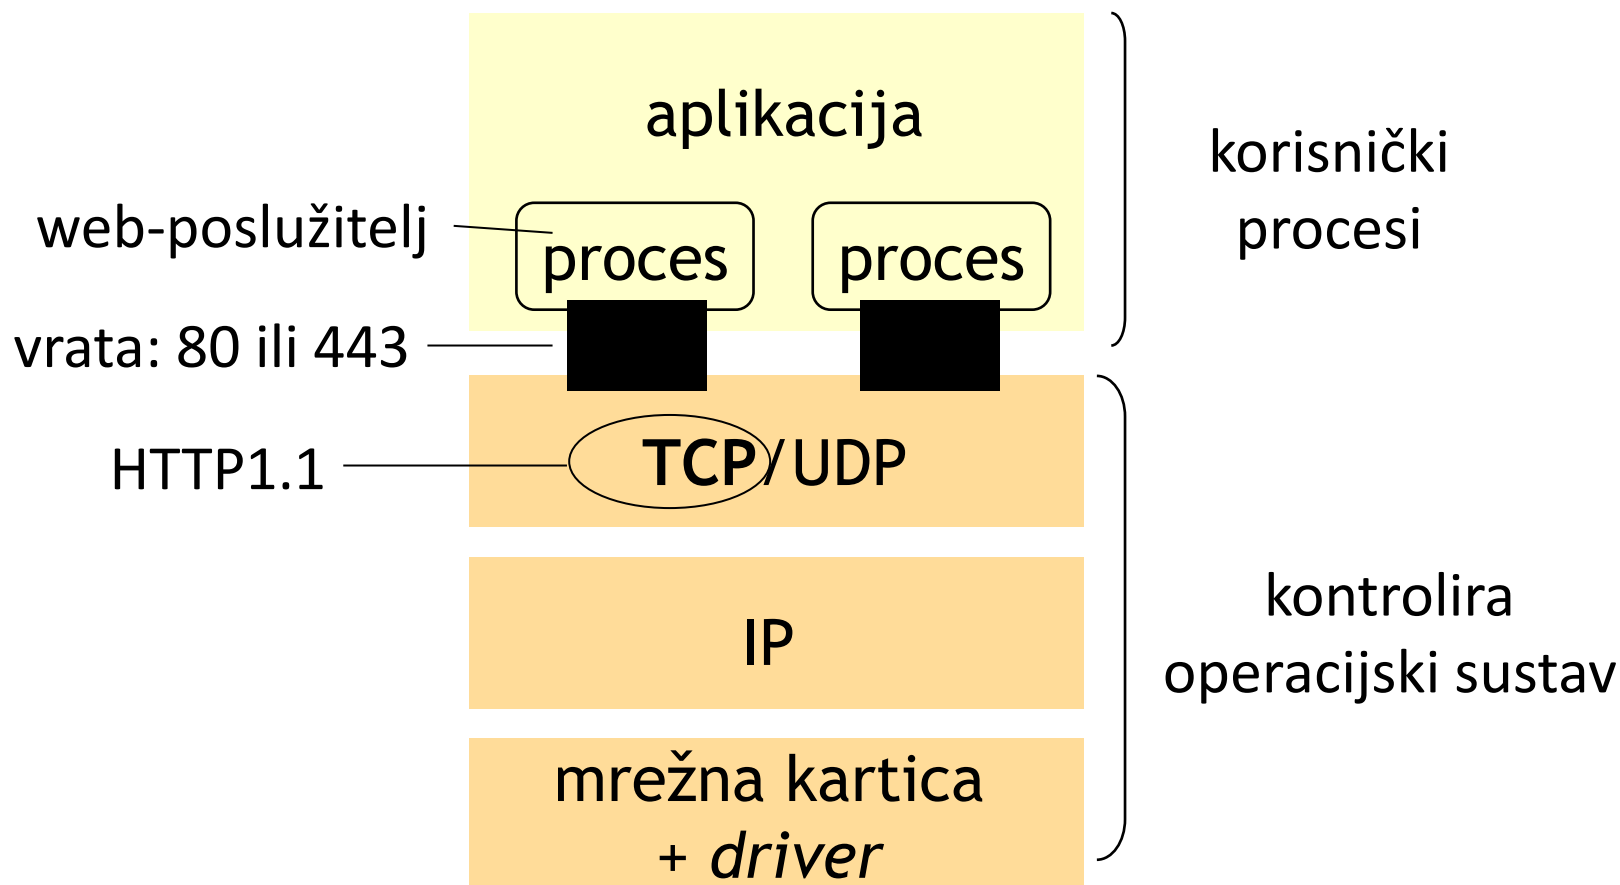 aplikacija
korisnički
procesi
web-poslužitelj
proces
proces
vrata: 80 ili 443
HTTP1.1
TCP/UDP
IP
kontrolira
operacijski sustav
mrežna kartica
+ driver